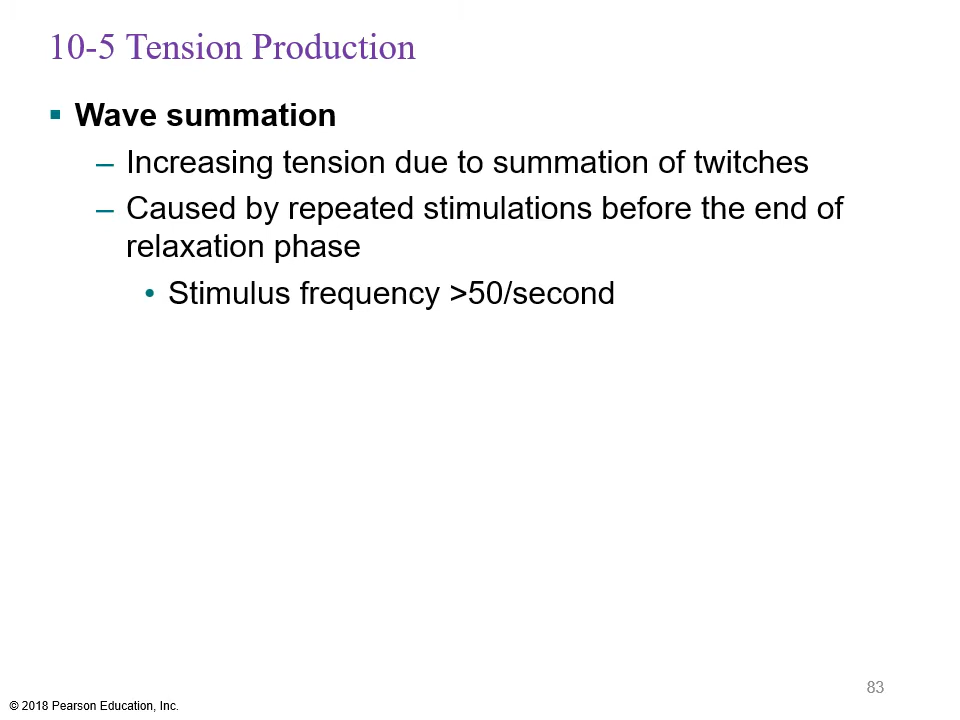 10-5 Tension Production
▪ Wave summation
– Increasing tension due to summation of twitches
– Caused by repeated stimulations before the end of
relaxation phase
• Stimulus frequency >50/second
83
© 2018 Pearson Education, Inc.